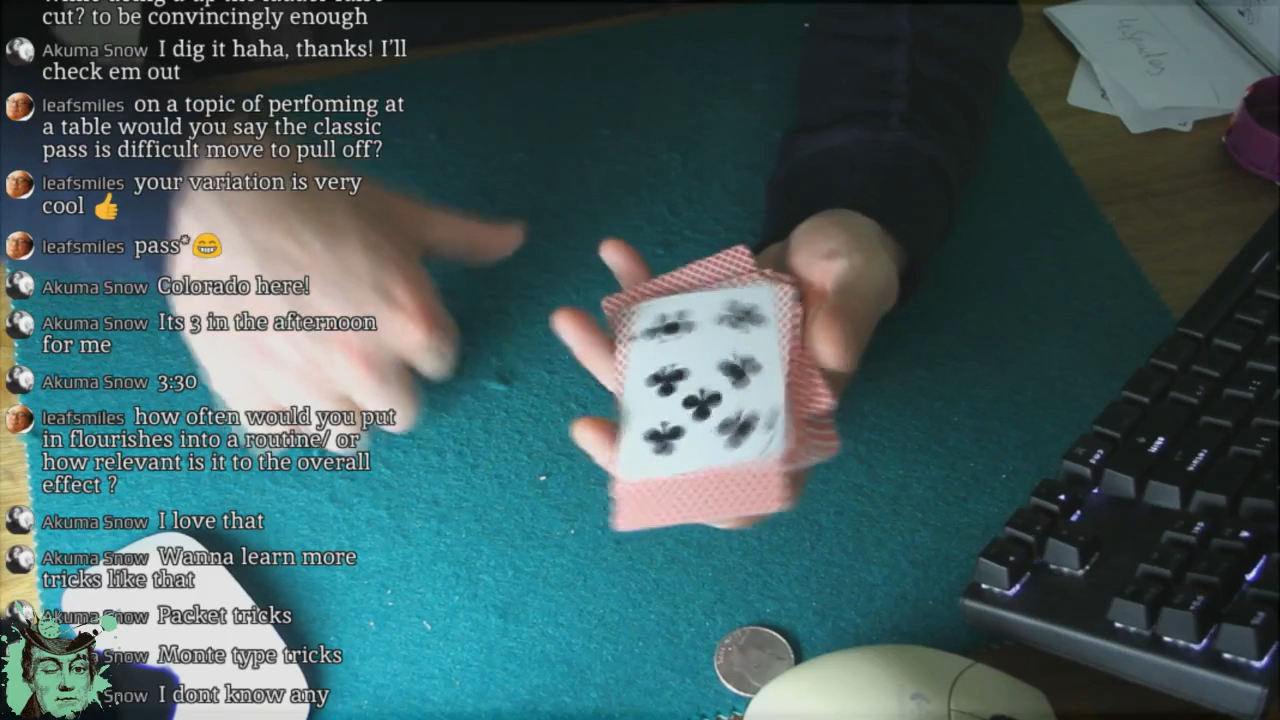 cut? to be convincingly enough
Akuma Snow I dig it haha, thanks! I'll
check em out
leafsmiles on a topic of perfoming at
a table would you say the classic
pass is difficult move to pull off?
leafsmiles your variation is very
cool 👍
leafsmiles pass*😂
Akuma Snow Colorado here!
Akuma Snow Its 3 in the afternoon
for me
Akuma Snow 3:30
leafsmiles how often would you put
in flourishes into a routine/ or
how relevant is it to the overall
effect ?
Akuma Snow I love that
Akuma Snow Wanna learn more
tricks like that
Akuma Snow Packet tricks
Snow Monte type tricks
Snow I dont know any